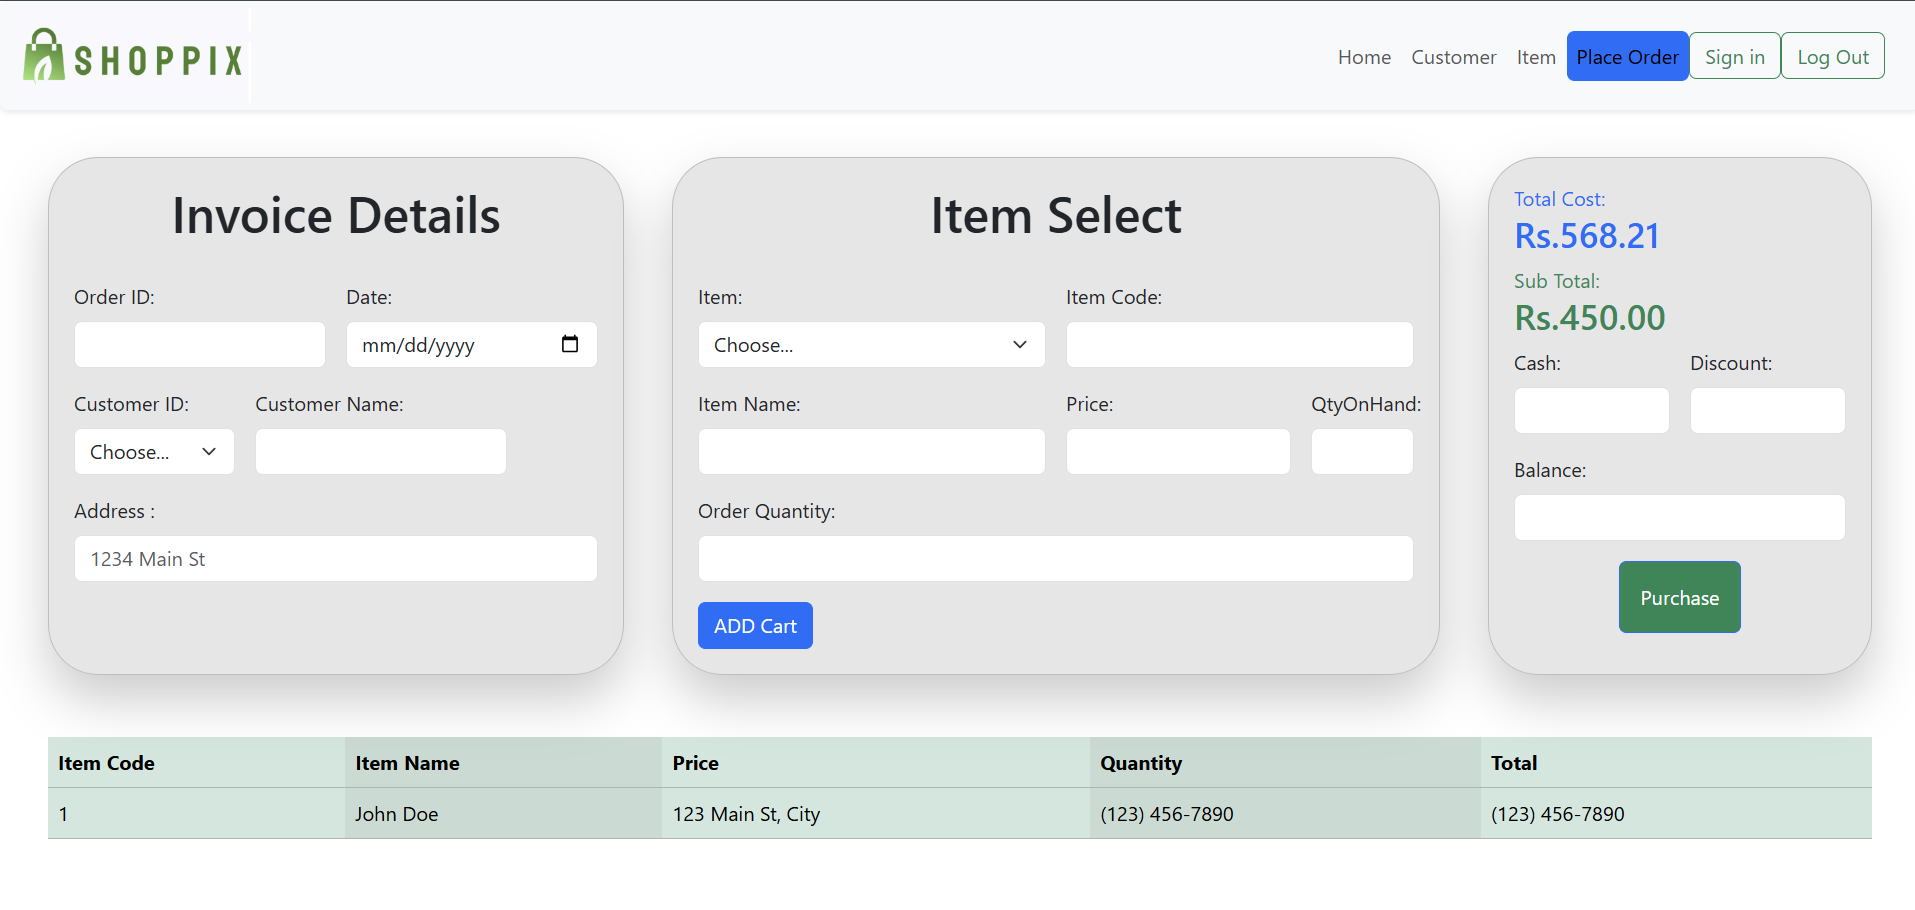 SHOPPIX
Home Customer Item Place Order Sign in Log Out
Invoice Details
Order ID: Date:
mm/dd/yyyy
Customer ID: Customer Name:
Choose...
Address :
1234 Main St
Item Select
Item: Item Code:
Choose...
Item Name: Price: QtyOnHand:
Order Quantity:
ADD Cart
Total Cost:
Rs.568.21
Sub Total:
Rs.450.00
Cash: Discount:
Balance:
Purchase
Item Code Item Name Price Quantity Total
1 John Doe 123 Main St, City (123) 456-7890 (123) 456-7890